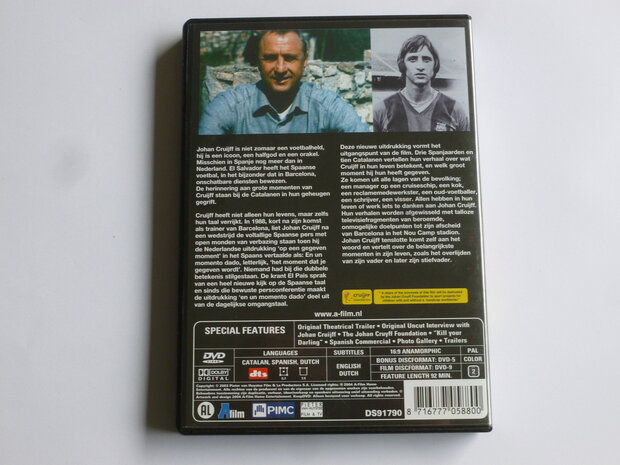 Johan Cruijff is niet zomaar een voetbalheld,
hij is een icoon, een halfgod en een orakel.
Misschien in Spanje nog meer dan in
Nederland. El Salvador heeft het Spaanse
voetbal, in het bijzonder dat in Barcelona,
onschatbare diensten bewezen.
De herinnering aan grote momenten van
Cruijff staan bij de Catalanen in hun geheugen
gegrift.
Cruijff heeft niet alleen hun levens, maar zelfs
hun taal verrijkt. In 1988, kort na zijn komst
als trainer van Barcelona, liet Johan Cruijff na
een wedstrijd de voltallige Spaanse pers met
open monden van verbazing staan toen hij
de Nederlandse uitdrukking 'op een gegeven
moment' in het Spaans vertaalde als: En un
momento dado, letterlijk, 'het moment dat je
gegeven wordt'. Niemand had bij die dubbele
betekenis stilgestaan. De krant El Pais sprak
van een heel nieuwe kijk op de Spaanse taal
en sinds die bewuste persconferentie maakt
de uitdrukking 'en un momento dado' deel uit
van de dagelijkse omgangstaal.
Deze nieuwe uitdrukking vormt het
uitgangspunt van de film. Drie Spanjaarden en
tien Catalanen vertellen hun verhaal over wat
Cruijff in hun leven betekent, en welk groot
moment hij hun heeft gegeven.
Ze komen uit alle lagen van de bevolking;
een manager op een cruiseschip, een kok,
een reclamemedewerkster, een oud-voetballer,
een schrijver, een visser. Allen hebben in hun
leven of werk iets te danken aan Johan Cruijff.
Hun verhalen worden afgewisseld met talloze
televisiefragmenten van beroemde,
onmogelijke doelpunten tot zijn afscheid
van Barcelona in het Nou Camp stadion.
Johan Cruijff tenslotte komt zelf aan het
woord en vertelt over de belangrijkste
momenten in zijn leven, zoals het overlijden
van zijn vader en later zijn stiefvader.
cruijff
www.a-film.nl
SPECIAL FEATURES
Original Theatrical Trailer • Original Uncut Interview with
Johan Cruijff • The Johan Cruyff Foundation • "Kill your
Darling" • Spanish Commercial • Photo Gallery • Trailers
DVD
VIDEO
DOLBY
DIGITAL
LANGUAGES
CATALAN, SPANISH, DUTCH
dts
SUBTITLES
ENGLISH
DUTCH
16:9 ANAMORPHIC
BONUS DISCFORMAT: DVD-5
FILM DISCFORMAT: DVD-9
FEATURE LENGTH 92 MIN.
PAL
COLOR
2
AL
A film
PIMC
FILM & TV
DS91790
8 716777 058800